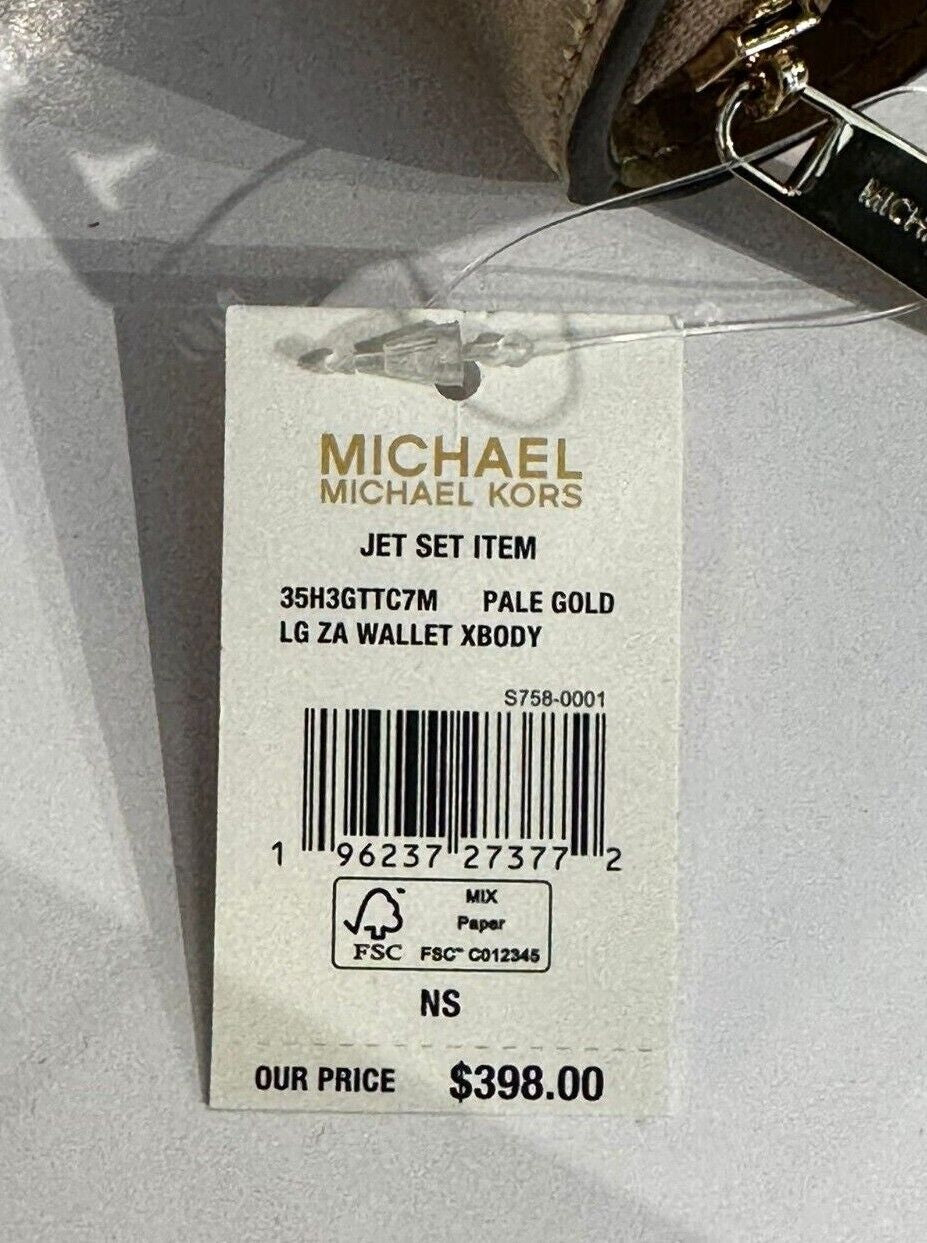 MICH
MICHAEL
MICHAEL KORS
JET SET ITEM
35H3GTTC7M PALE GOLD
LG ZA WALLET XBODY
S758-0001
1 96237 27377 2
MIX
Paper
FSC FSC™ C012345
NS
OUR PRICE $398.00